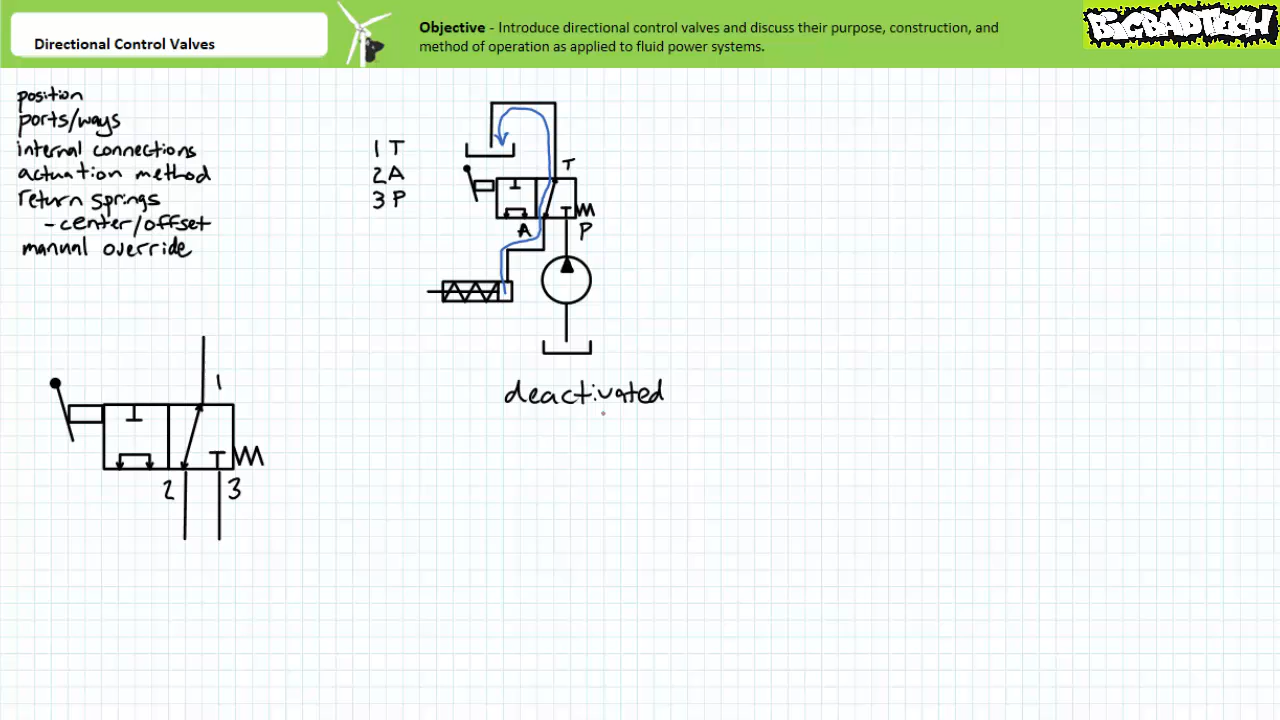 Directional Control Valves
Objective - Introduce directional control valves and discuss their purpose, construction, and
method of operation as applied to fluid power systems.
BIGBADTECH
position
ports/ways
internal connections
actuation method
return springs
-center/offset
manual override
1 T
2 A
3 P
T
A
P
deactivated
1
2
3